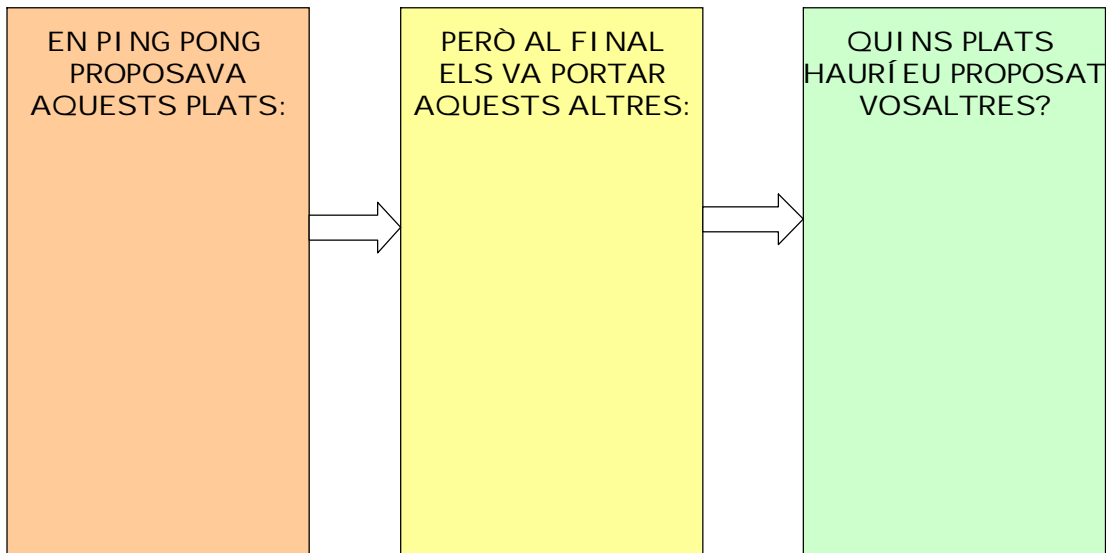 EN PING PONG
PROPOSAVA
AQUESTS PLATS:
PERÒ AL FINAL
ELS VA PORTAR
AQUESTS ALTRES:
QUINS PLATS
HAURÍEU PROPOSAT
VOSALTRES?